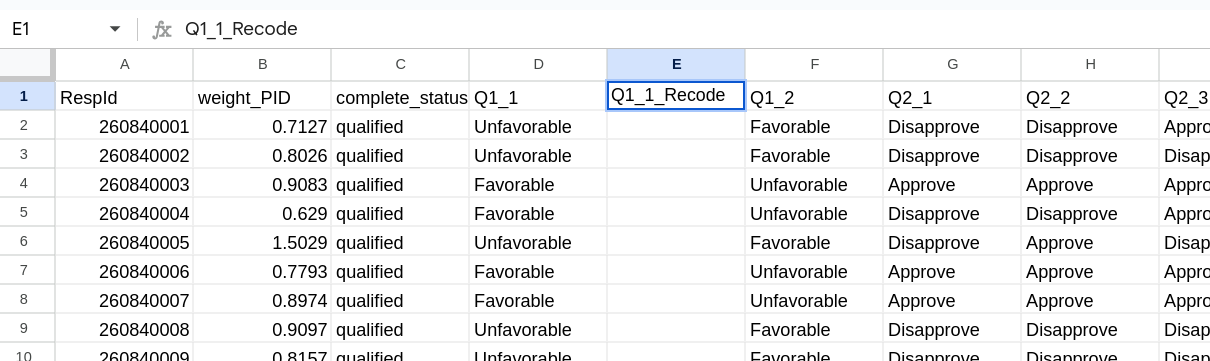 E1 fx Q1_1_Recode
A B C D E F G H
1 RespId weight_PID complete_status Q1_1 Q1_1_Recode Q1_2 Q2_1 Q2_2 Q2_3
2 260840001 0.7127 qualified Unfavorable Favorable Disapprove Disapprove Appro
3 260840002 0.8026 qualified Unfavorable Favorable Disapprove Disapprove Disap
4 260840003 0.9083 qualified Favorable Unfavorable Approve Approve Appro
5 260840004 0.629 qualified Favorable Unfavorable Disapprove Disapprove Appro
6 260840005 1.5029 qualified Unfavorable Favorable Disapprove Approve Disap
7 260840006 0.7793 qualified Favorable Unfavorable Approve Approve Appro
8 260840007 0.8974 qualified Favorable Unfavorable Approve Approve Appro
9 260840008 0.9097 qualified Unfavorable Favorable Disapprove Disapprove Disap
10 260840009 0.8157 qualified Unfavorable Favorable Disapprove Disapprove Disap